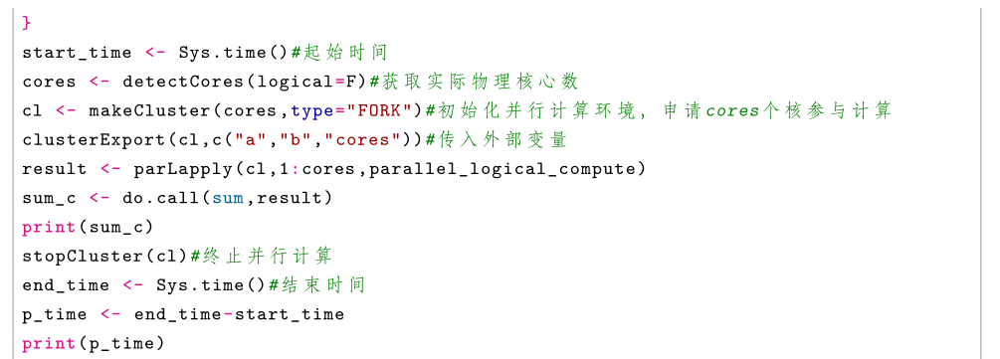 }
start_time <- Sys.time()#起始时间
cores <- detectCores(logical=F)#获取实际物理核心数
cl <- makeCluster(cores,type="FORK")#初始化并行计算环境，申请cores个核参与计算
clusterExport(cl,c("a","b","cores"))#传入外部变量
result <- parLapply(cl,1:cores,parallel_logical_compute)
sum_c <- do.call(sum,result)
print(sum_c)
stopCluster(cl)#终止并行计算
end_time <- Sys.time()#结束时间
p_time <- end_time-start_time
print(p_time)